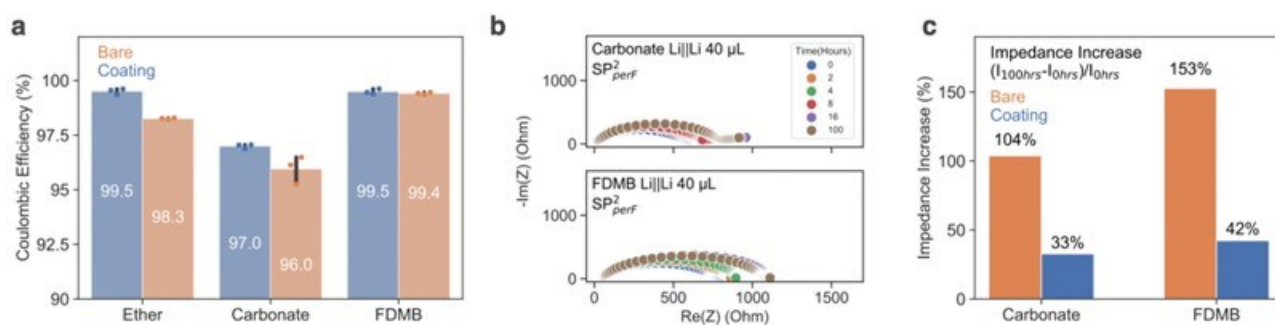 a
Bare
Coating
Coulombic Efficiency (%)
100
97.5
95
92.5
90
99.5
98.3
97.0
96.0
99.5
99.4
Ether
Carbonate
FDMB
b
Carbonate Li||Li 40 μL
SP²perF
Time(Hours)
0
2
4
8
16
100
1000
0
FDMB Li||Li 40 μL
SP²perF
1000
0
-Im(Z) (Ohm)
0
500
1000
1500
Re(Z) (Ohm)
c
Impedance Increase
(I100hrs-I0hrs)/I0hrs
Bare
Coating
Impedance Increase (%)
150
100
50
0
104%
33%
153%
42%
Carbonate
FDMB